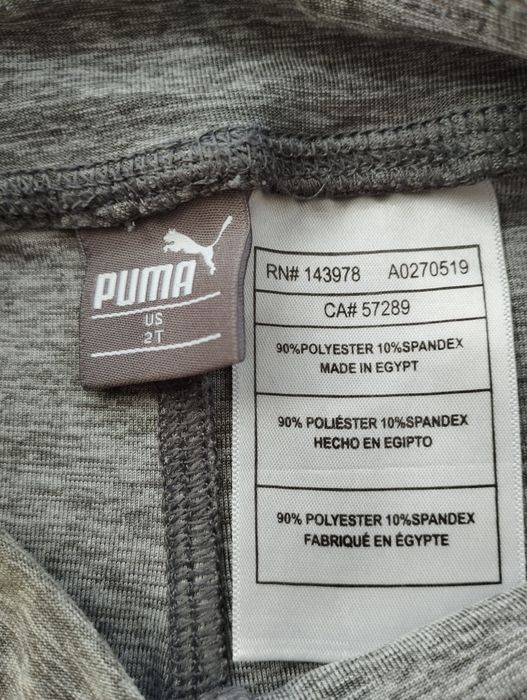 PUMA
US
2T
RN# 143978 A0270519
CA# 57289
90%POLYESTER 10%SPANDEX
MADE IN EGYPT
90% POLIÉSTER 10%SPANDEX
HECHO EN EGIPTO
90% POLYESTER 10%SPANDEX
FABRIQUÉ EN ÉGYPTE